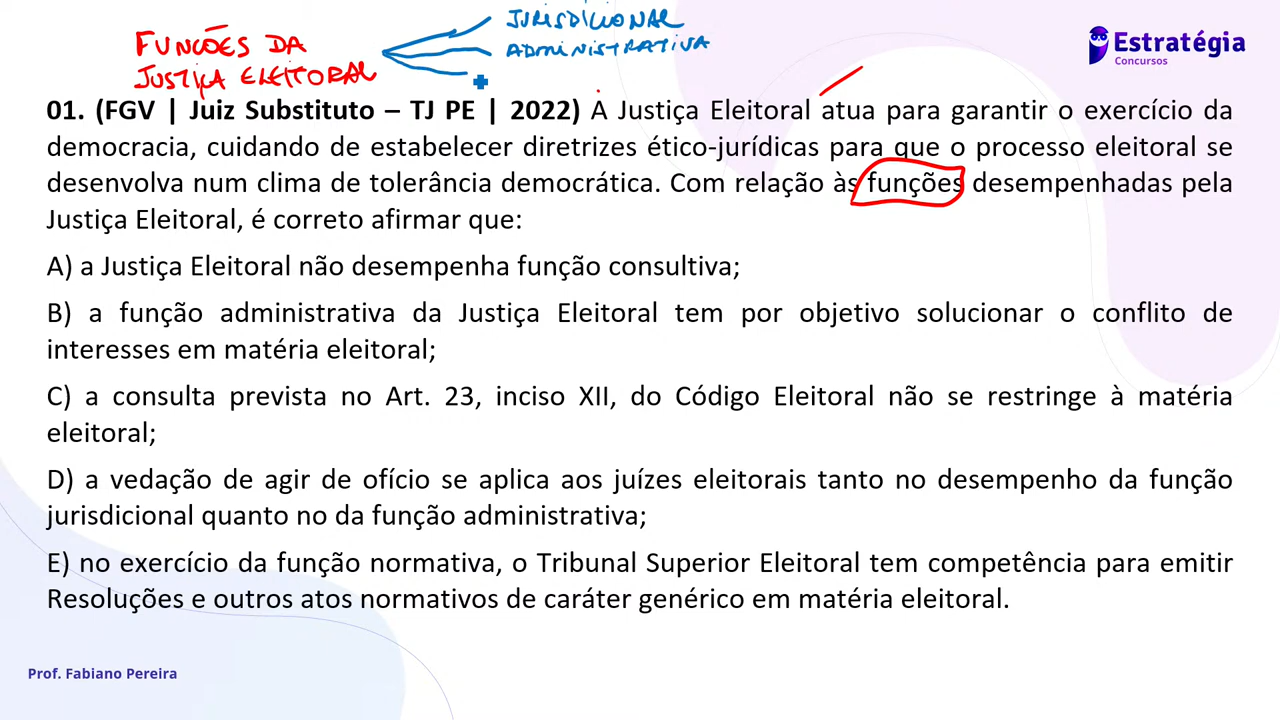 JURISDICIONAL
FUNÇÕES DA
ADMINISTRATIVA
JUSTIÇA ELEITORAL
Estratégia
Concursos
01. (FGV | Juiz Substituto – TJ PE | 2022) A Justiça Eleitoral atua para garantir o exercício da
democracia, cuidando de estabelecer diretrizes ético-jurídicas para que o processo eleitoral se
desenvolva num clima de tolerância democrática. Com relação às funções desempenhadas pela
Justiça Eleitoral, é correto afirmar que:
A) a Justiça Eleitoral não desempenha função consultiva;
B) a função administrativa da Justiça Eleitoral tem por objetivo solucionar o conflito de
interesses em matéria eleitoral;
C) a consulta prevista no Art. 23, inciso XII, do Código Eleitoral não se restringe à matéria
eleitoral;
D) a vedação de agir de ofício se aplica aos juízes eleitorais tanto no desempenho da função
jurisdicional quanto no da função administrativa;
E) no exercício da função normativa, o Tribunal Superior Eleitoral tem competência para emitir
Resoluções e outros atos normativos de caráter genérico em matéria eleitoral.
Prof. Fabiano Pereira